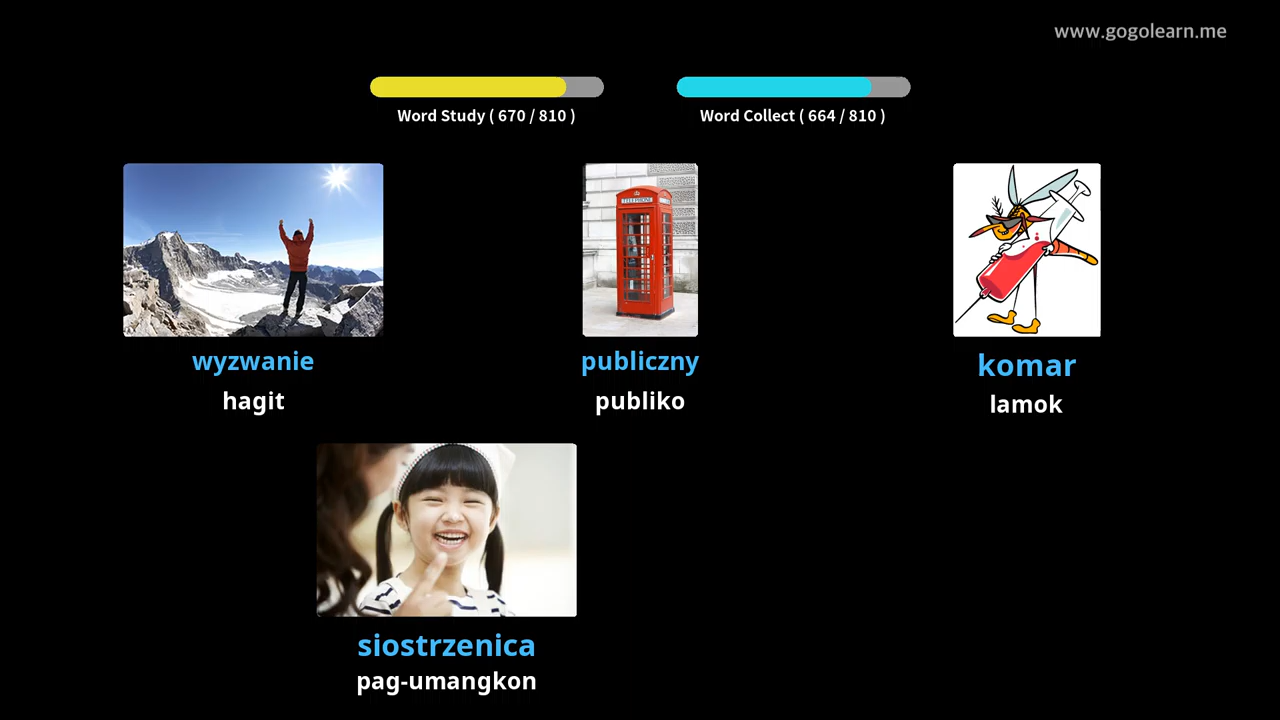 www.gogolearn.me
Word Study ( 670 / 810 )
Word Collect ( 664 / 810 )
TELEPHONE
wyzwanie
hagit
publiczny
publiko
komar
lamok
siostrzenica
pag-umangkon